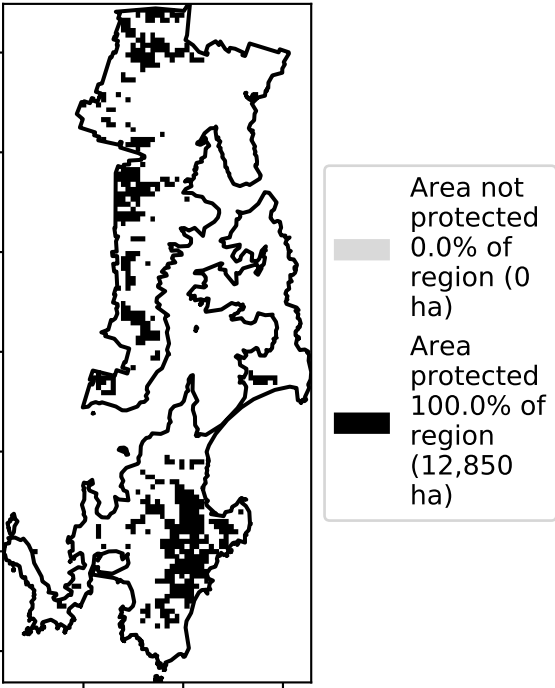 Area not
protected
0.0% of
region (0
ha)
Area
protected
100.0% of
region
(12,850
ha)